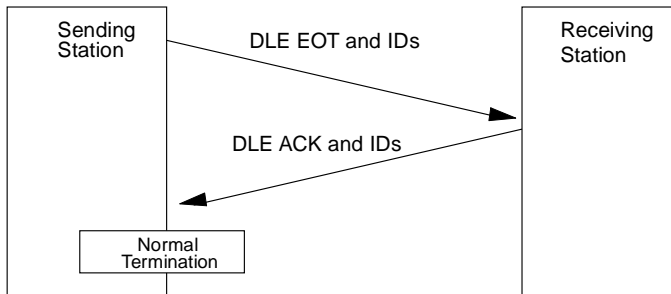 Sending
Station
DLE EOT and IDs
Receiving
Station
DLE ACK and IDs
Normal
Termination